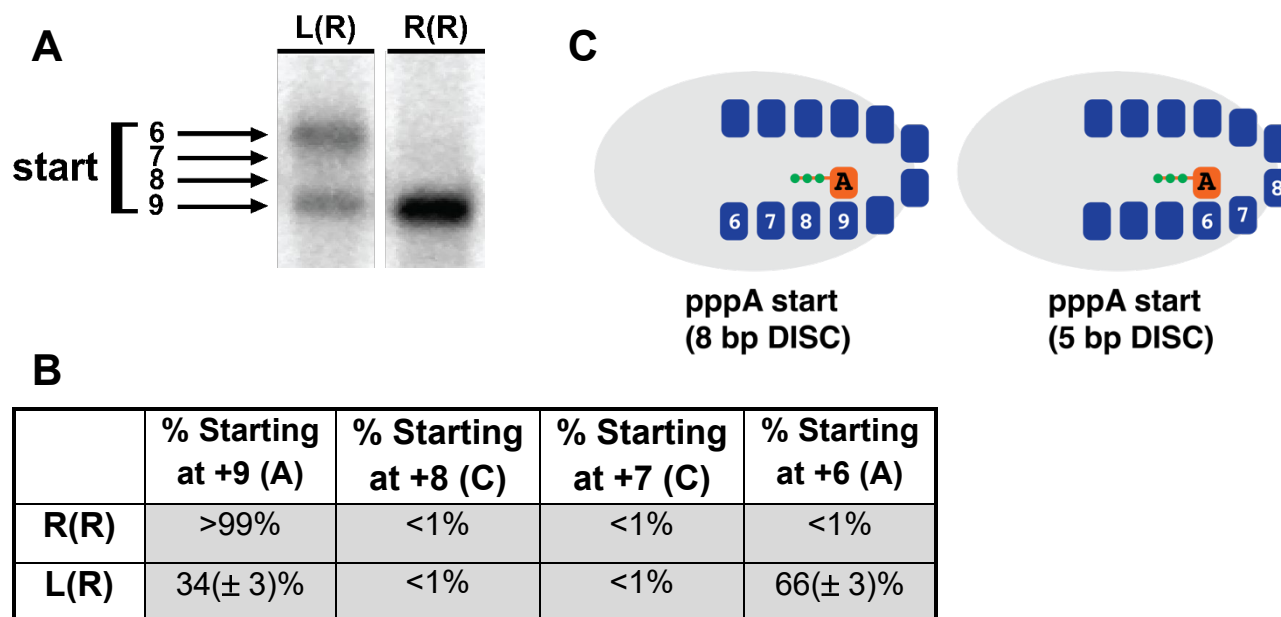 A
L(R) R(R)
start
6
7
8
9
C
A
6 7 8 9
pppA start
(8 bp DISC)
A
6 7 8
pppA start
(5 bp DISC)
B
% Starting at +9 (A) % Starting at +8 (C) % Starting at +7 (C) % Starting at +6 (A)
R(R) >99% <1% <1% <1%
L(R) 34(± 3)% <1% <1% 66(± 3)%